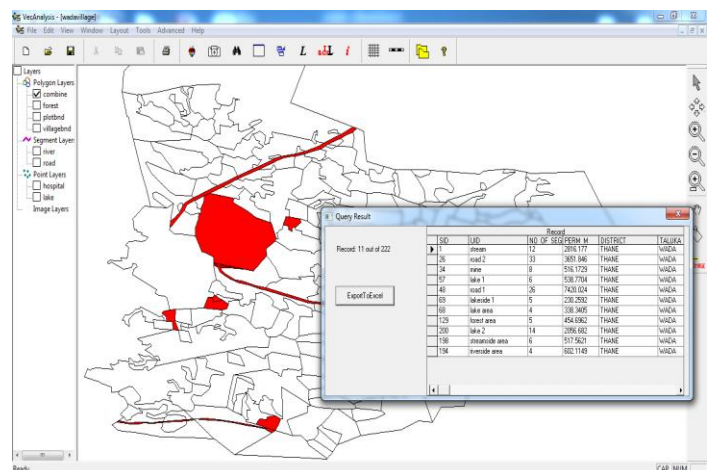 VecAnalysis - [wadavillage]
File Edit View Window Layout Tools Advanced Help
Layers
Polygon Layers
combine
forest
plotbnd
villagebnd
Segment Layer
river
road
Point Layers
hospital
lake
Image Layers
Query Result
Record: 11 out of 222
ExportToExcel
Record
SID UID NO OF SEG PERM M DISTRICT TALUKA
1 stream 12 2816.177 THANE WADA
26 road 2 33 3651.846 THANE WADA
34 mine 8 516.1729 THANE WADA
57 lake 1 6 538.7704 THANE WADA
48 road 1 26 7420.024 THANE WADA
69 lakeside 1 5 230.2592 THANE WADA
68 lake area 4 338.3405 THANE WADA
129 forest area 5 454.6962 THANE WADA
200 lake 2 14 2056.682 THANE WADA
198 streamside area 6 517.5621 THANE WADA
194 riverside area 4 602.1149 THANE WADA
Ready
CAP NUM